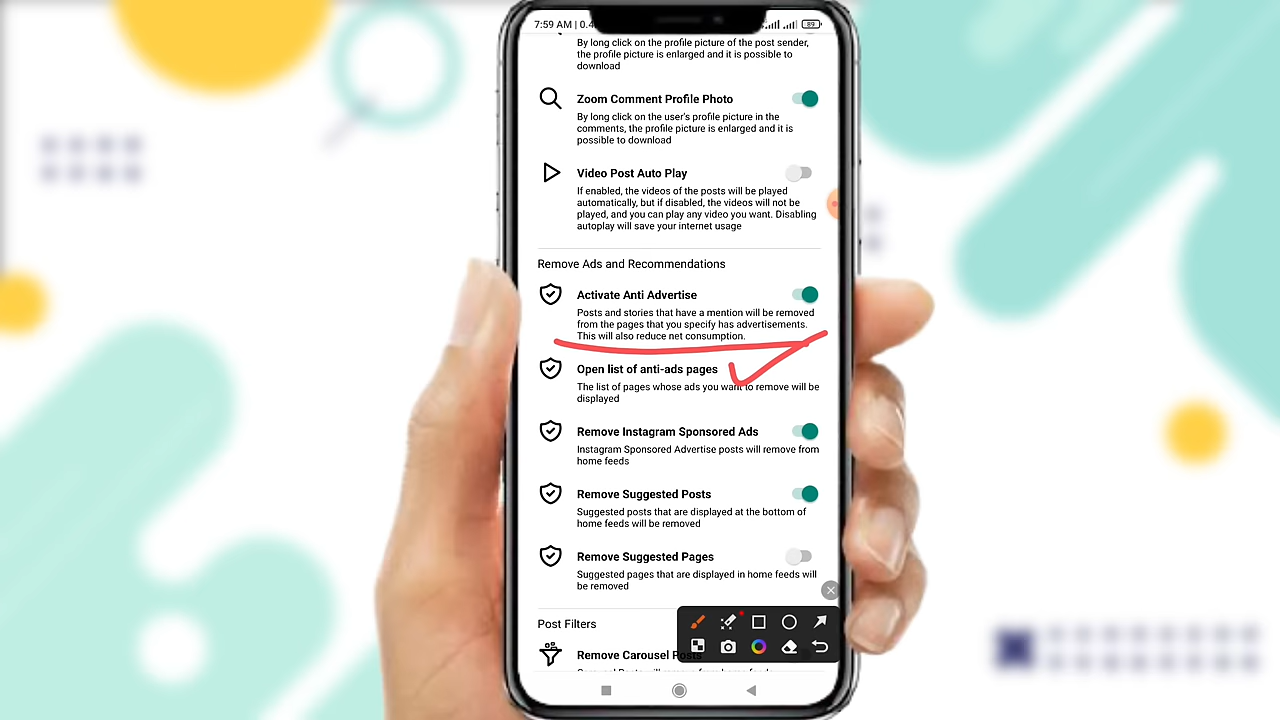 7:59 AM | 0.4
89
By long click on the profile picture of the post sender,
the profile picture is enlarged and it is possible to
download
Zoom Comment Profile Photo
By long click on the user's profile picture in the
comments, the profile picture is enlarged and it is
possible to download
Video Post Auto Play
If enabled, the videos of the posts will be played
automatically, but if disabled, the videos will not be
played, and you can play any video you want. Disabling
autoplay will save your internet usage
Remove Ads and Recommendations
Activate Anti Advertise
Posts and stories that have a mention will be removed
from the pages that you specify has advertisements.
This will also reduce net consumption.
Open list of anti-ads pages
The list of pages whose ads you want to remove will be
displayed
Remove Instagram Sponsored Ads
Instagram Sponsored Advertise posts will remove from
home feeds
Remove Suggested Posts
Suggested posts that are displayed at the bottom of
home feeds will be removed
Remove Suggested Pages
Suggested pages that are displayed in home feeds will
be removed
Post Filters
Remove Carousel Posts